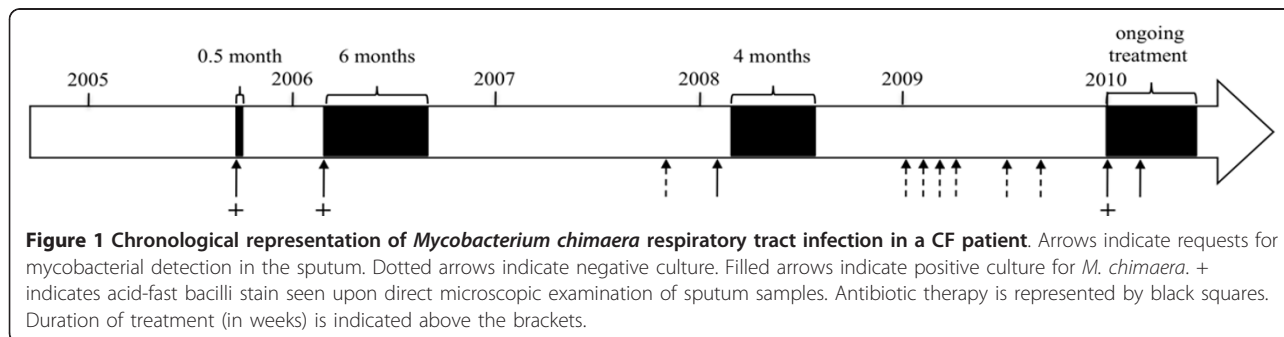 ongoing
0.5 month 6 months 4 months treatment
2005 2006 2007 2008 2009 2010
+ + +
Figure 1 Chronological representation of Mycobacterium chimaera respiratory tract infection in a CF patient. Arrows indicate requests for
mycobacterial detection in the sputum. Dotted arrows indicate negative culture. Filled arrows indicate positive culture for M. chimaera. +
indicates acid-fast bacilli stain seen upon direct microscopic examination of sputum samples. Antibiotic therapy is represented by black squares.
Duration of treatment (in weeks) is indicated above the brackets.